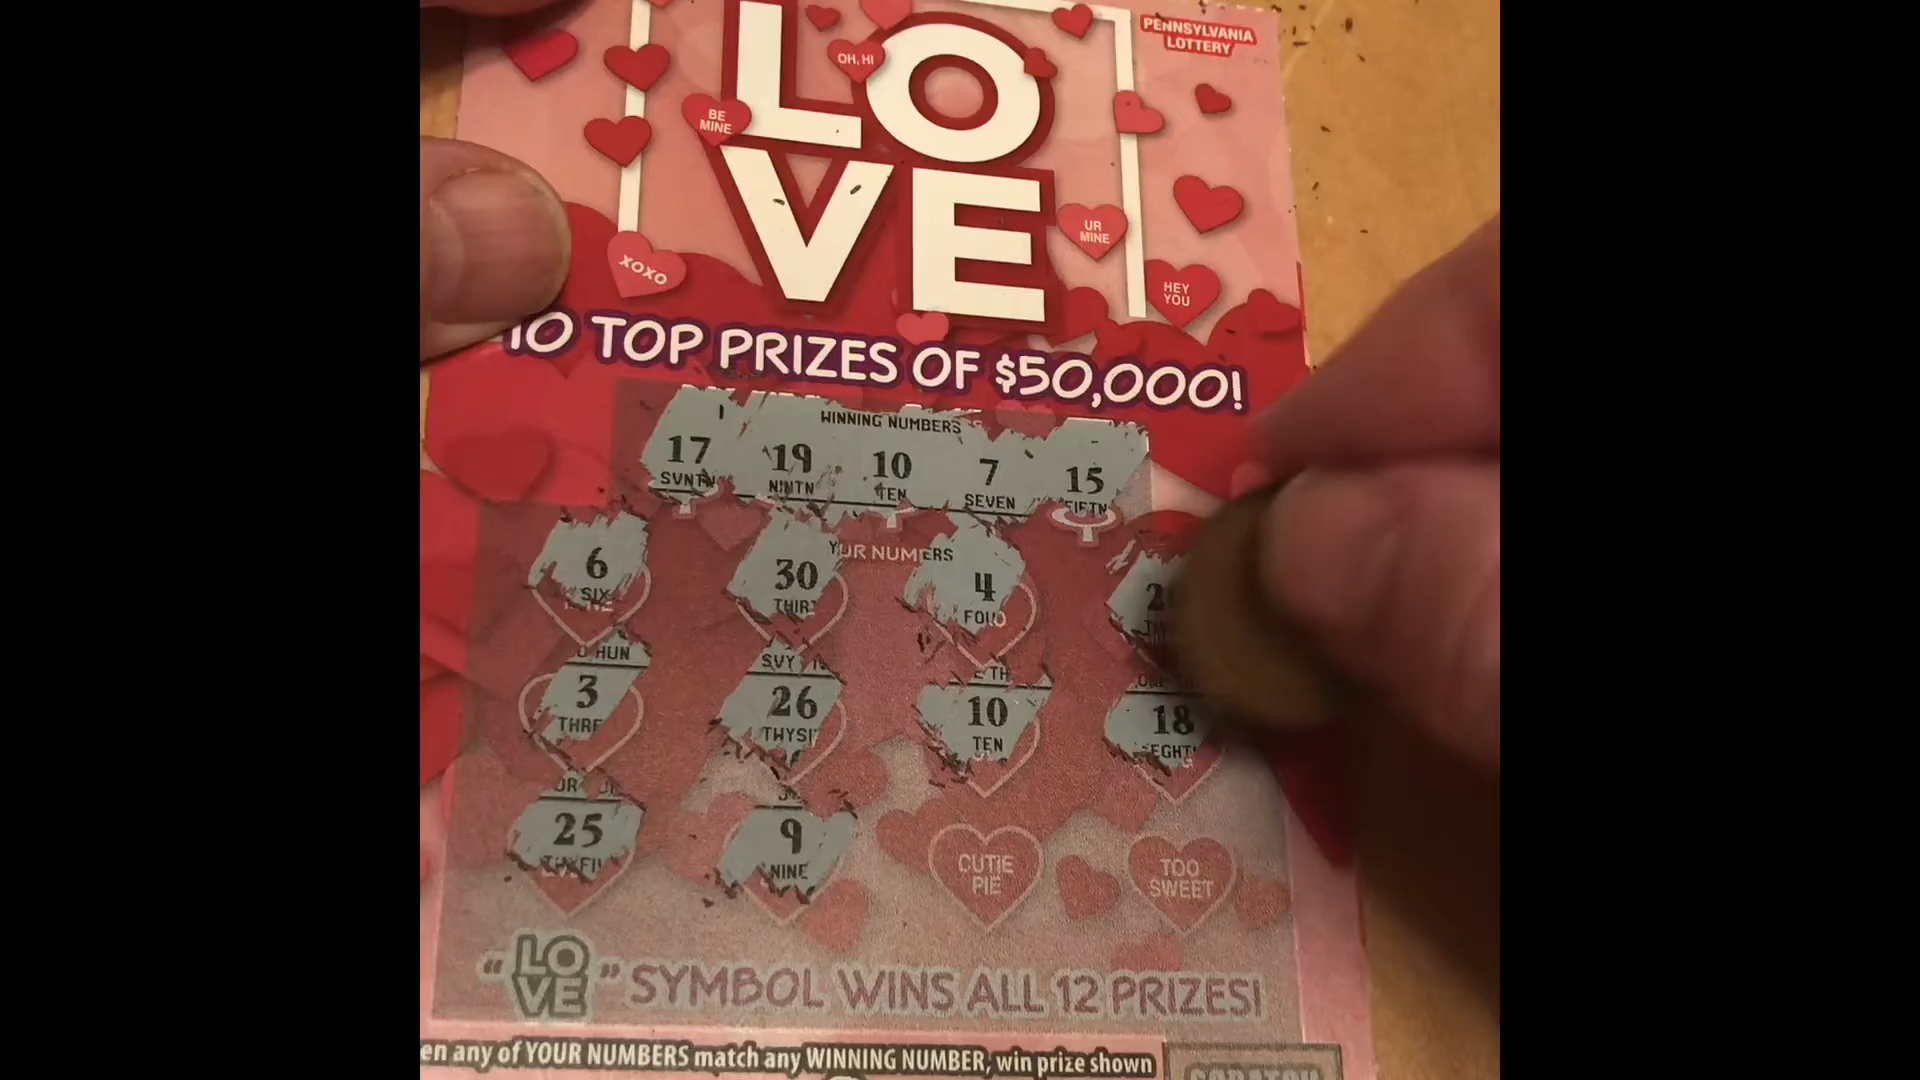 PENNSYLVANIA
LOTTERY
LO
VE
OH, HI
BE
MINE
UR
MINE
XOXO
HEY
YOU
10 TOP PRIZES OF $50,000!
WINNING NUMBERS
17 19 10 7 15
SVNTN NINTN TEN SEVEN FIFTN
6 30 4
SIX
3 26 10 18
TEN
25 9
NINE
CUTIE
PIE
TOO
SWEET
"LO
VE" SYMBOL WINS ALL 12 PRIZES!
any of YOUR NUMBERS match any WINNING NUMBER, win prize shown